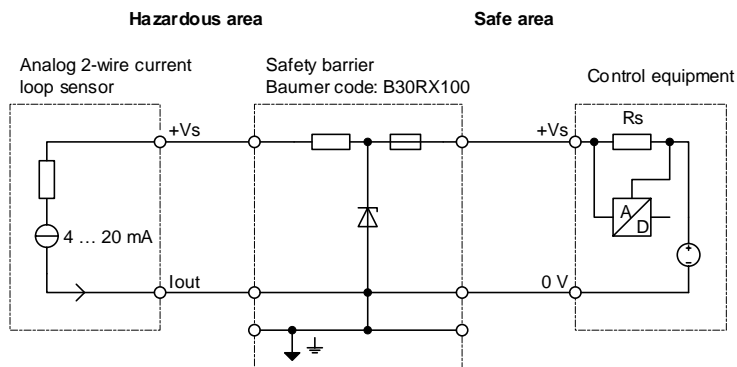 Hazardous area
Safe area
Analog 2-wire current
loop sensor
Safety barrier
Baumer code: B30RX100
Control equipment
+Vs
+Vs
Rs
A
D
4 … 20 mA
+
−
Iout
0 V